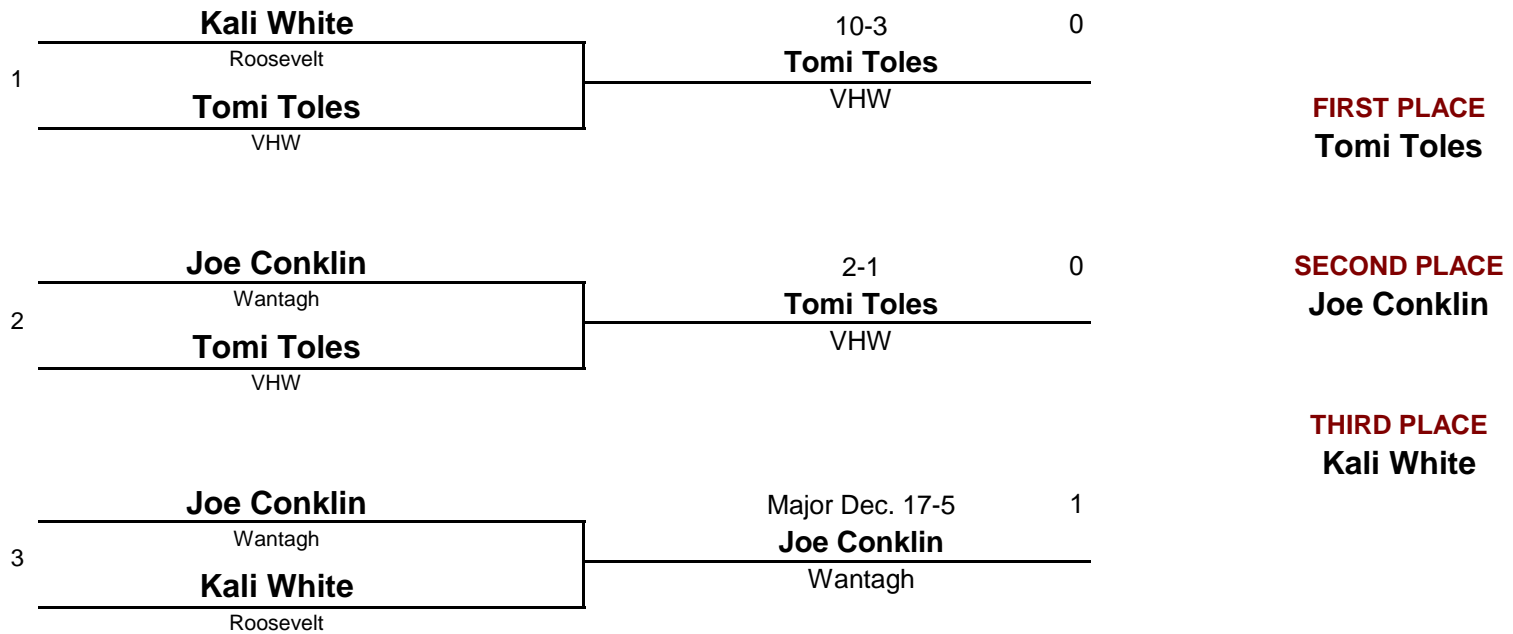 Kali White
10-3 0
Roosevelt
Tomi Toles
1
VHW
Tomi Toles
VHW
FIRST PLACE
Tomi Toles
Joe Conklin
2-1 0
Wantagh
Tomi Toles
2
VHW
Tomi Toles
VHW
SECOND PLACE
Joe Conklin
THIRD PLACE
Kali White
Joe Conklin
Major Dec. 17-5 1
Wantagh
Joe Conklin
3
Wantagh
Kali White
Roosevelt